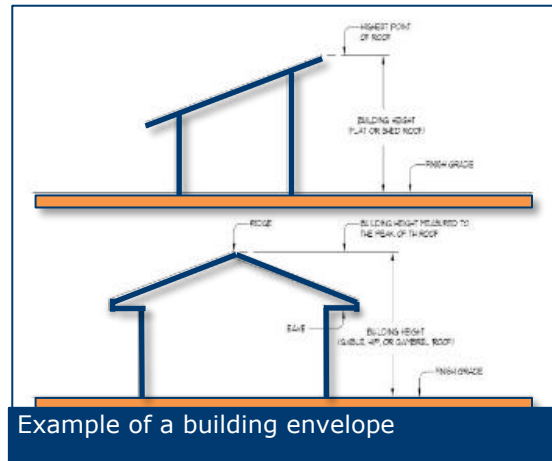 HIGHEST POINT
OF ROOF
BUILDING HEIGHT
(FLAT OR SHED ROOF)
FINISH GRADE
RIDGE
BUILDING HEIGHT MEASURED TO
THE PEAK OF TH ROOF
EAVE
BUILDING HEIGHT
(GABLE, HIP, OR GAMBREL ROOF)
FINISH GRADE
Example of a building envelope